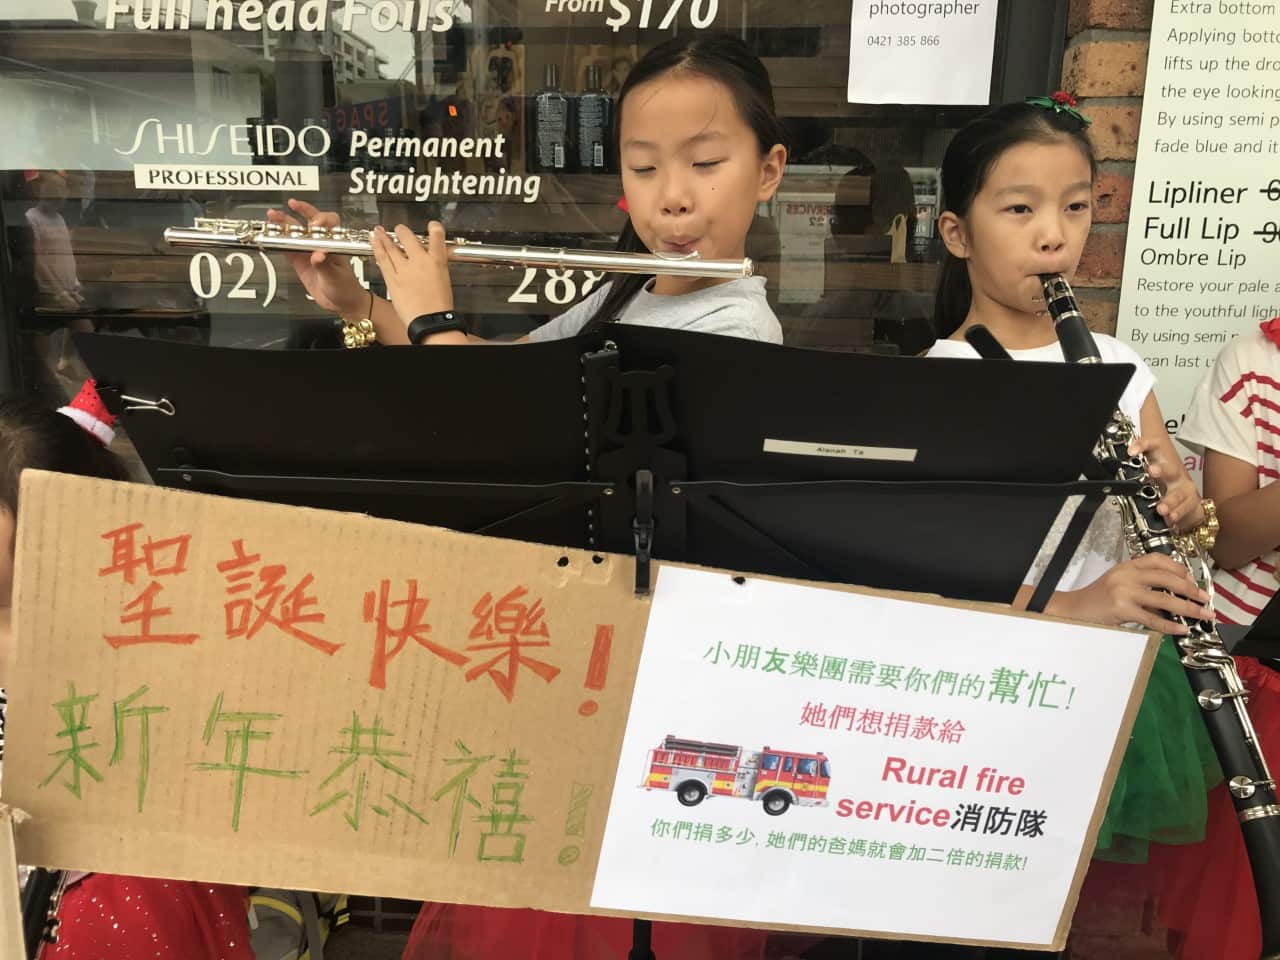 Full head Foils From $170
photographer
0421 385 866
Extra bottom
Applying
lifts up the
the eye looking
By using semi
fade blue and it
SHISEIDO
PROFESSIONAL
Permanent
Straightening
02)
288
Lipliner
Full Lip
Ombre Lip
Restore your pale
to the youthful
By using semi
can last
Alanah Ta
聖誕快樂！
新年恭禧！
小朋友樂團需要你們的幫忙!
她們想捐款給
Rural fire
service消防隊
你們捐多少, 她們的爸媽就會加二倍的捐款!